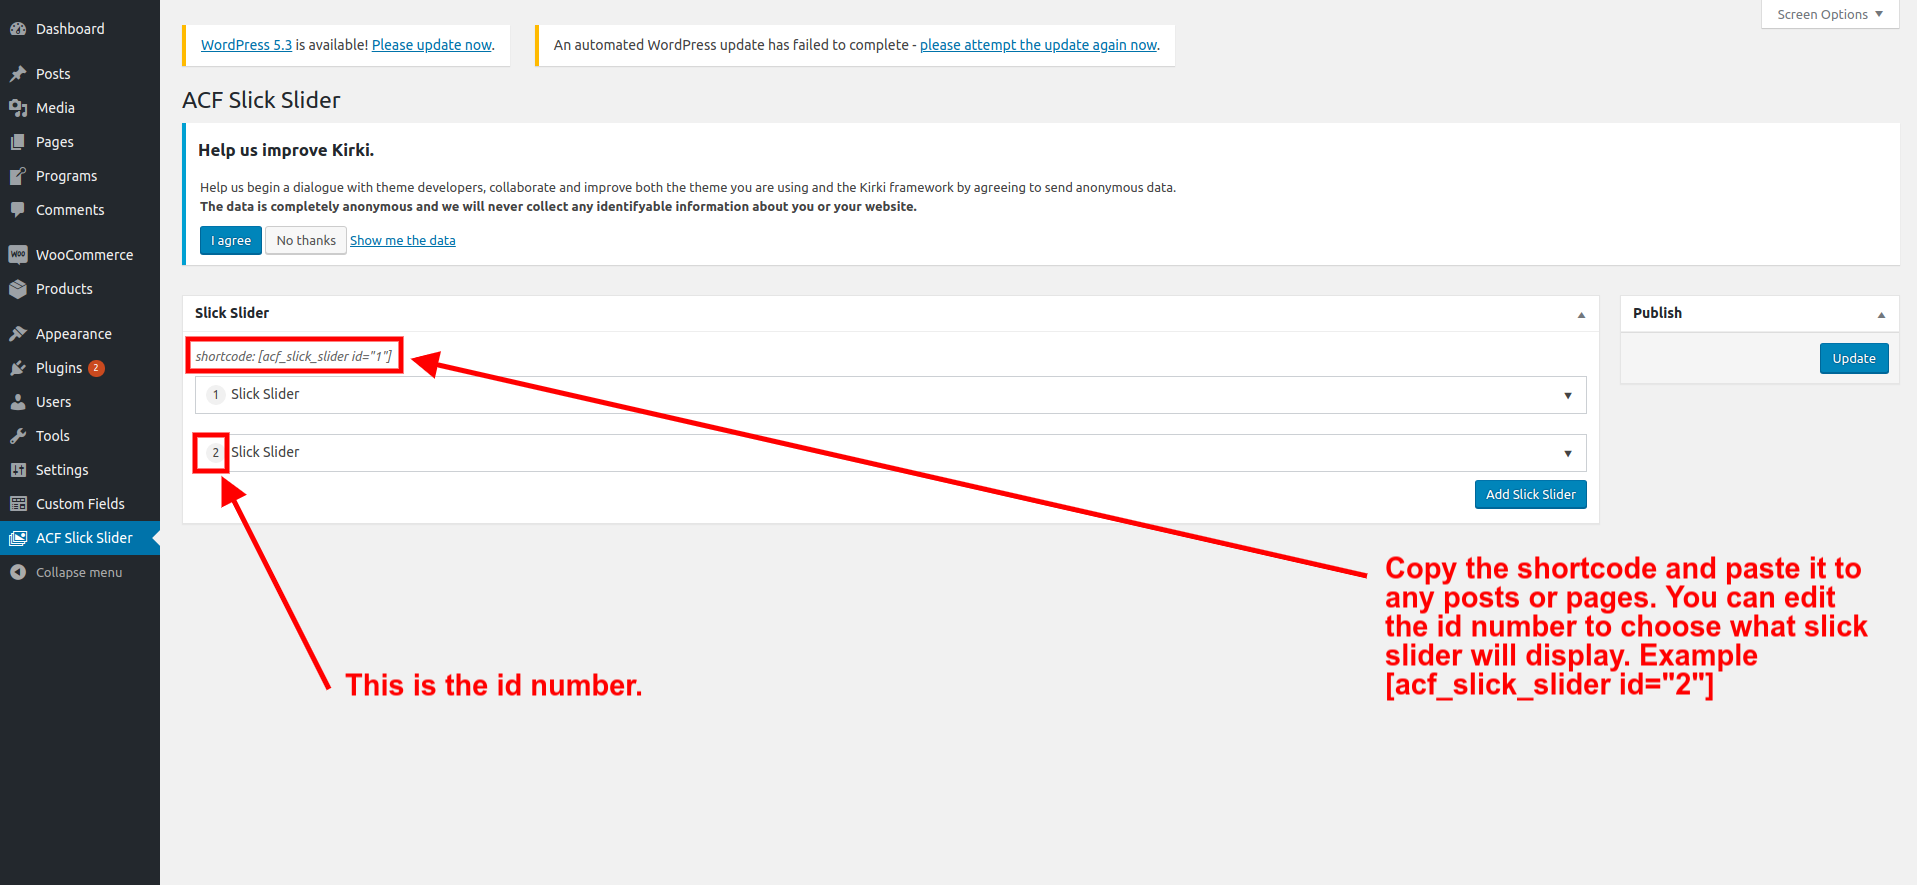 Dashboard
Posts
Media
Pages
Programs
Comments
WOO WooCommerce
Products
Appearance
Plugins 2
Users
Tools
Settings
Custom Fields
ACF Slick Slider
Collapse menu
Screen Options
WordPress 5.3 is available! Please update now.
An automated WordPress update has failed to complete - please attempt the update again now.
ACF Slick Slider
Help us improve Kirki.
Help us begin a dialogue with theme developers, collaborate and improve both the theme you are using and the Kirki framework by agreeing to send anonymous data.
The data is completely anonymous and we will never collect any identifyable information about you or your website.
I agree No thanks Show me the data
Slick Slider
shortcode: [acf_slick_slider id="1"]
1 Slick Slider
2 Slick Slider
Add Slick Slider
Publish
Update
This is the id number.
Copy the shortcode and paste it to
any posts or pages. You can edit
the id number to choose what slick
slider will display. Example
[acf_slick_slider id="2"]